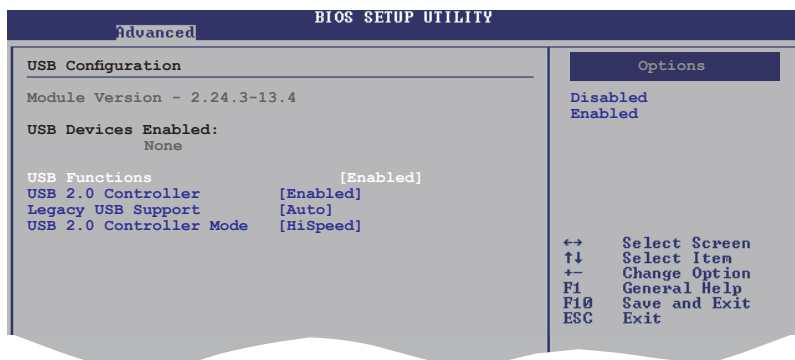 BIOS SETUP UTILITY
Advanced
USB Configuration
Module Version - 2.24.3-13.4
USB Devices Enabled:
None
USB Functions [Enabled]
USB 2.0 Controller [Enabled]
Legacy USB Support [Auto]
USB 2.0 Controller Mode [HiSpeed]
Options
Disabled
Enabled
←→ Select Screen
↑↓ Select Item
+- Change Option
F1 General Help
F10 Save and Exit
ESC Exit